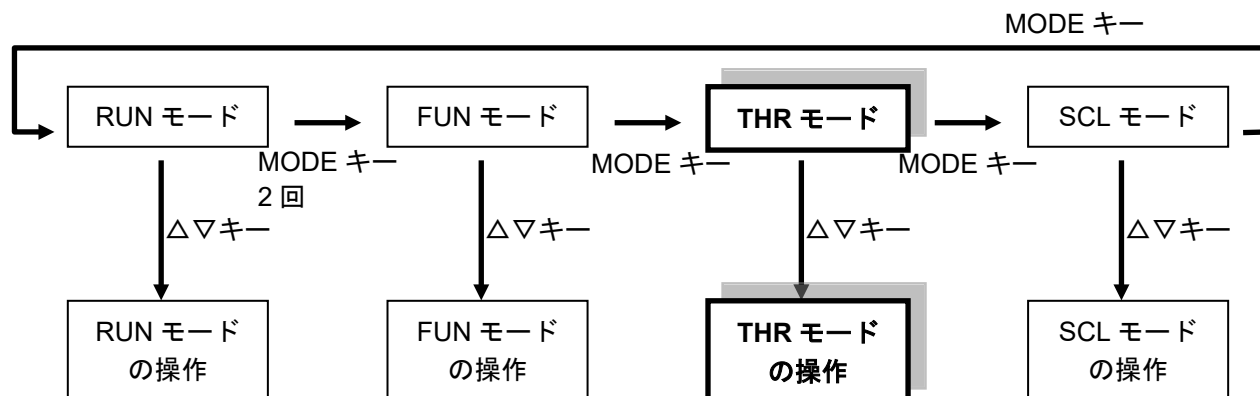 MODE キー
RUN モード
FUN モード
THR モード
SCL モード
MODE キー
2 回
MODE キー
MODE キー
△▽キー
△▽キー
△▽キー
△▽キー
RUN モード
の操作
FUN モード
の操作
THR モード
の操作
SCL モード
の操作